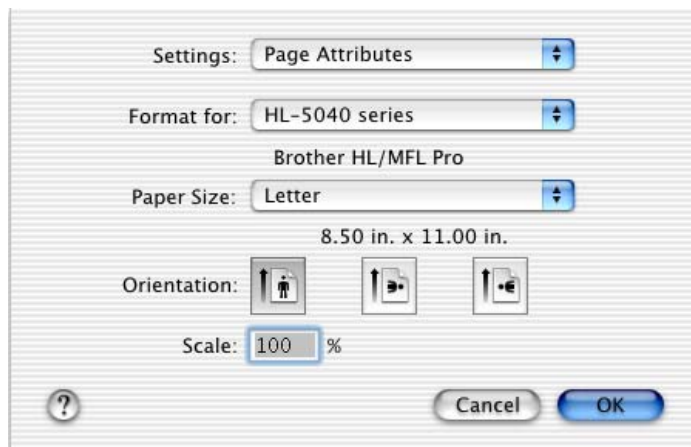 Settings: Page Attributes
Format for: HL-5040 series
Brother HL/MFL Pro
Paper Size: Letter
8.50 in. x 11.00 in.
Orientation:
Scale: 100 %
? Cancel OK